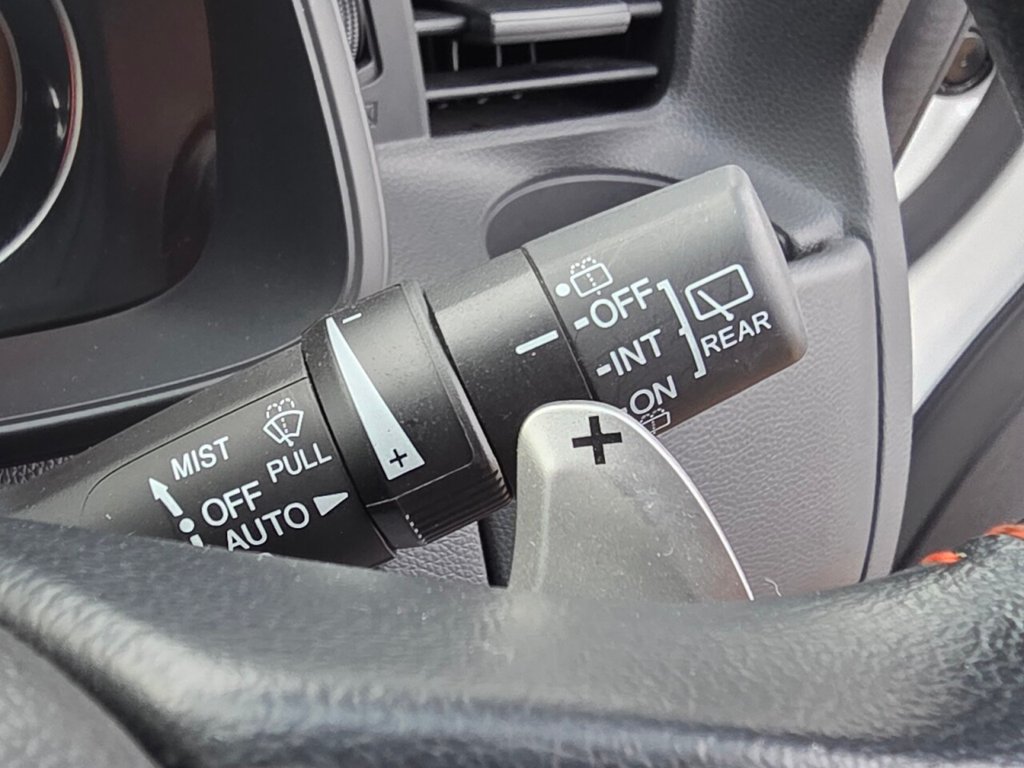 MIST
PULL
OFF
AUTO
-
+
OFF
INT
ON
REAR
+